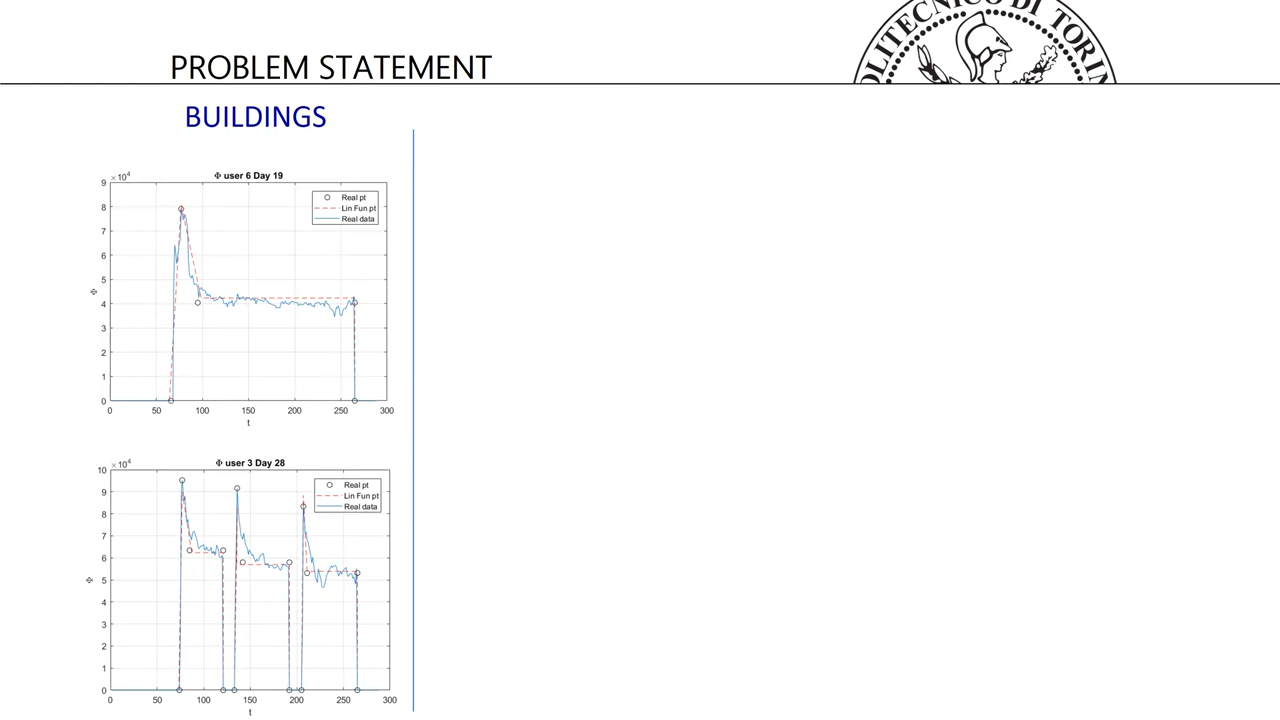 POLITECNICO DI TORINO
PROBLEM STATEMENT
BUILDINGS
Φ user 6 Day 19
×10⁴
Real pt
Lin Fun pt
Real data
9
8
7
6
5
4
3
2
1
0
Φ
0 50 100 150 200 250 300
t
Φ user 3 Day 28
×10⁴
Real pt
Lin Fun pt
Real data
10
9
8
7
6
5
4
3
2
1
0
Φ
0 50 100 150 200 250 300
t